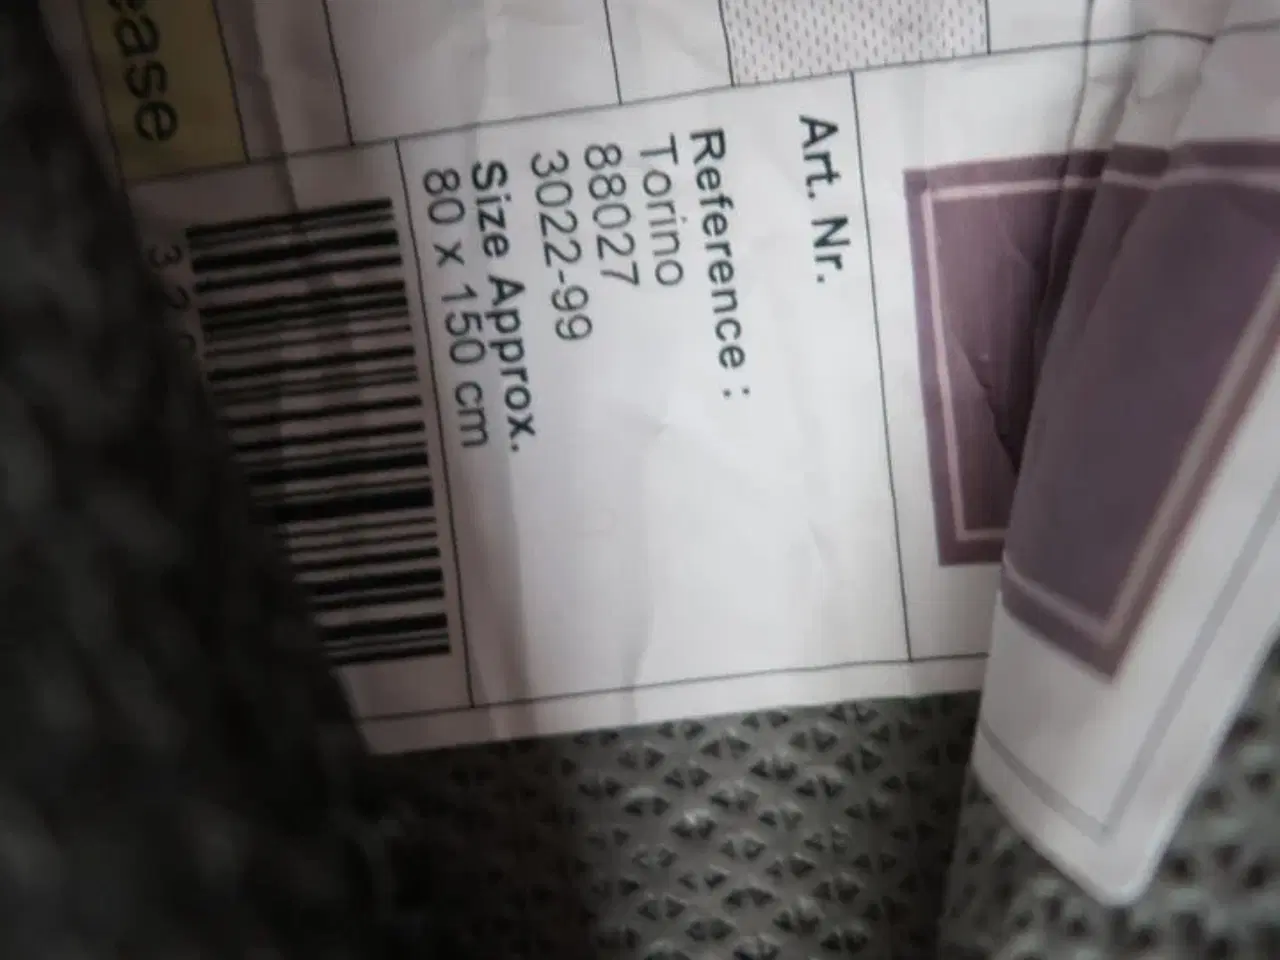 Art. Nr.
Reference :
Torino
88027
3022-99
Size Approx.
80 x 150 cm
ease